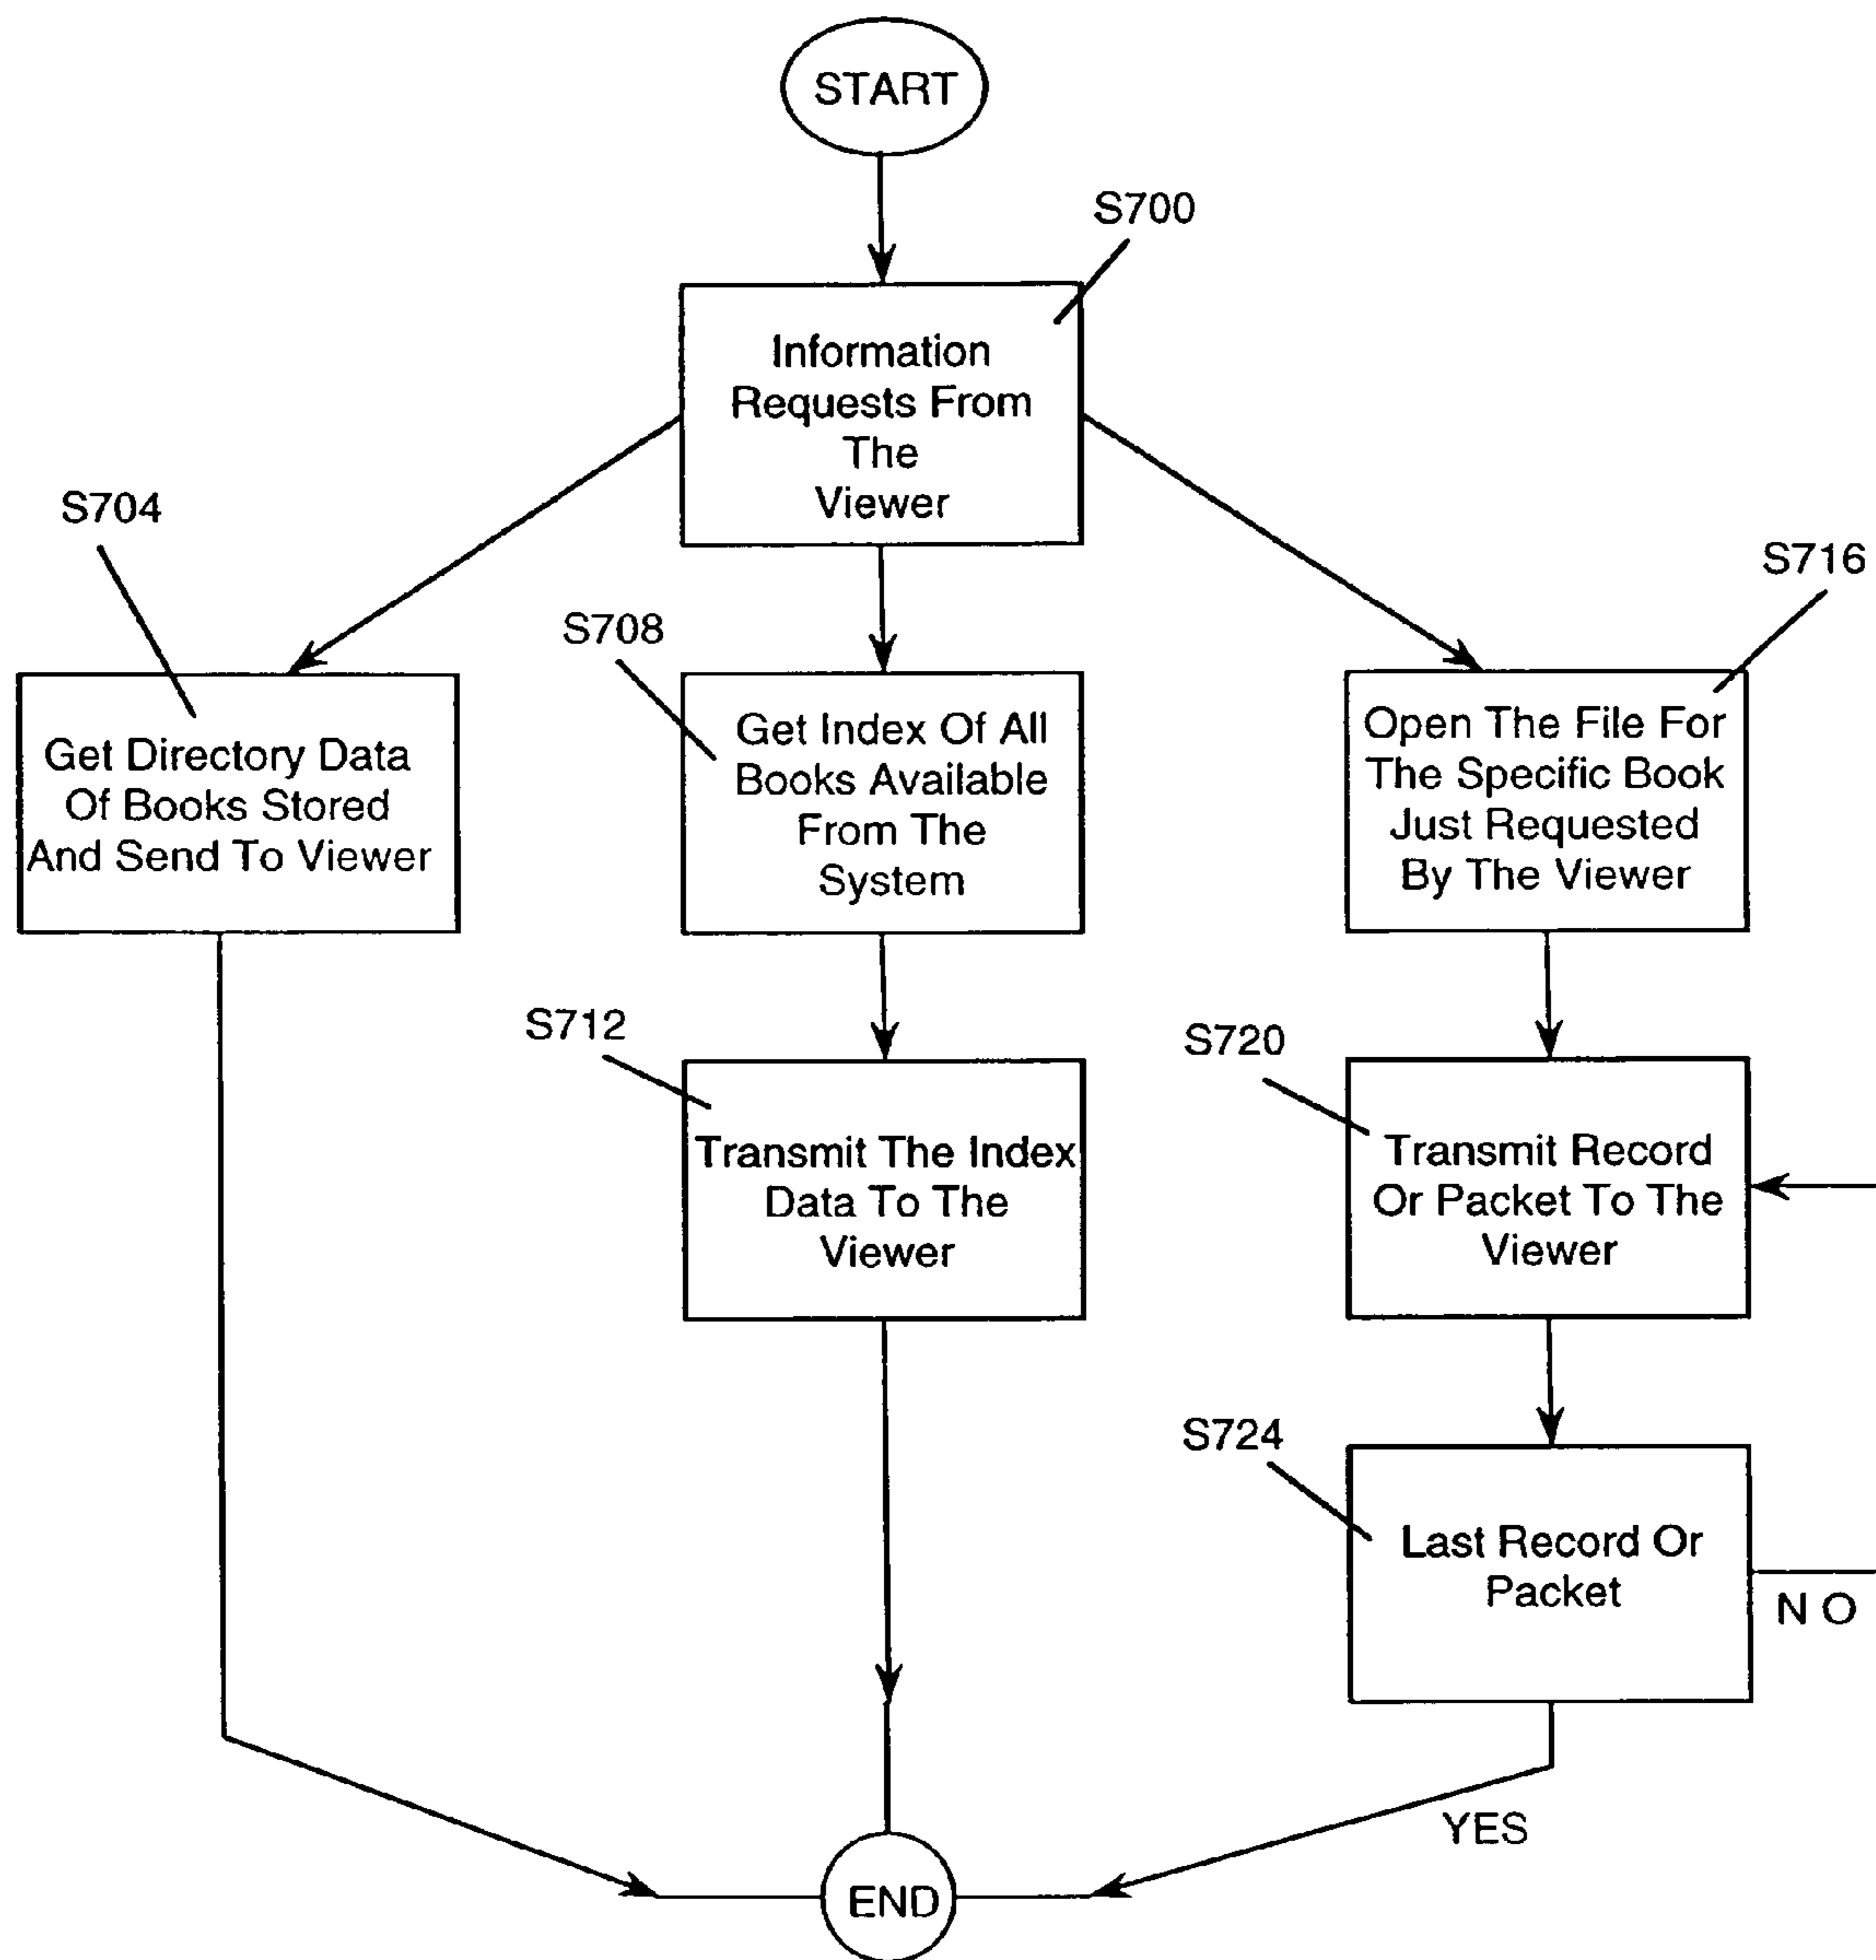 START
S700
Information
Requests From
The
Viewer
S704
Get Directory Data
Of Books Stored
And Send To Viewer
S708
Get Index Of All
Books Available
From The
System
S716
Open The File For
The Specific Book
Just Requested
By The Viewer
S712
Transmit The Index
Data To The
Viewer
S720
Transmit Record
Or Packet To The
Viewer
S724
Last Record Or
Packet
N O
YES
END